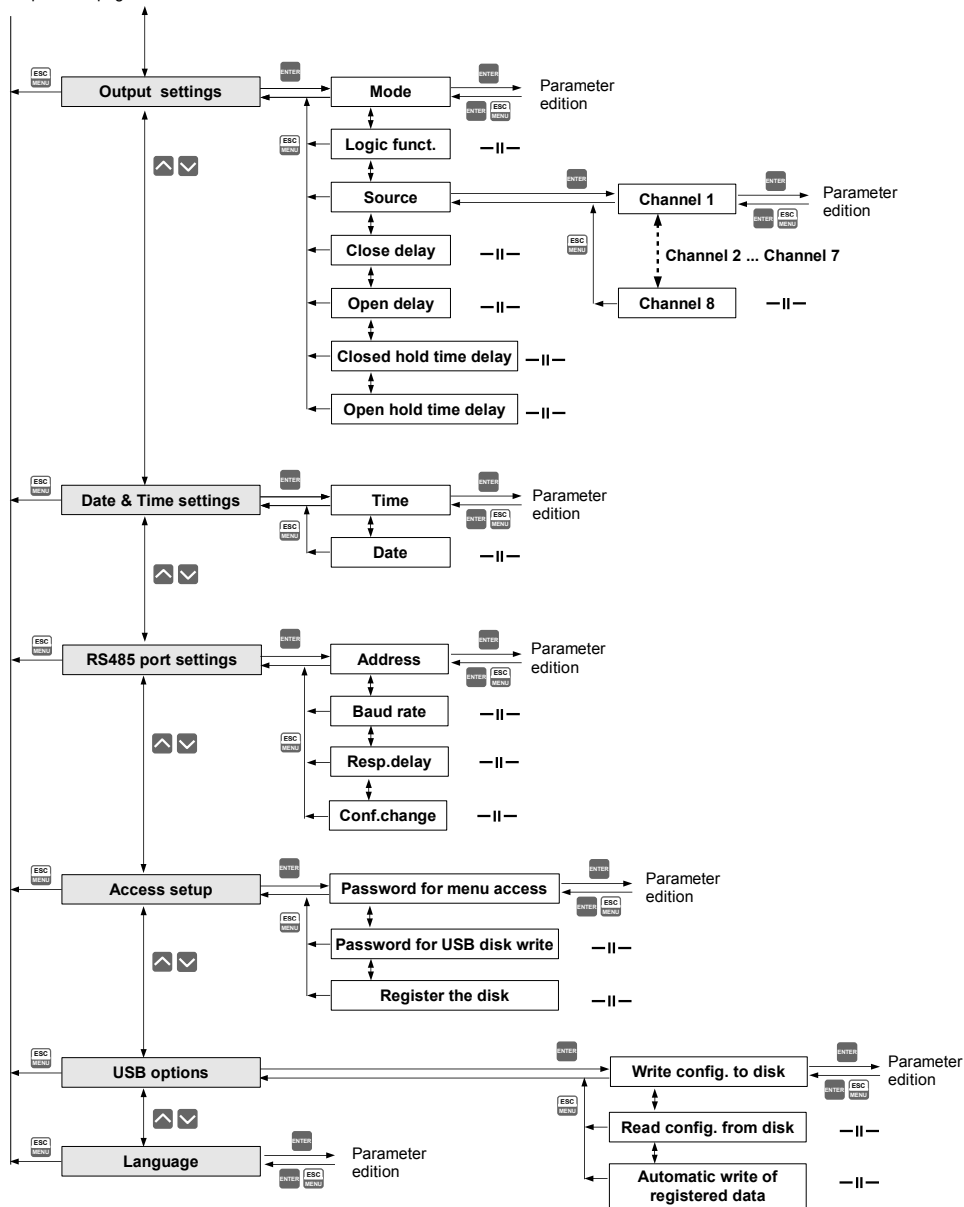 Output settings
ESC
MENU
ENTER
Mode
ENTER
ENTER
ESC
MENU
Parameter
edition
ESC
MENU
Logic funct.
—II—
Source
ENTER
Channel 1
ENTER
ENTER
ESC
MENU
Parameter
edition
ESC
MENU
Close delay
—II—
Channel 2 ... Channel 7
Open delay
—II—
Channel 8
—II—
Closed hold time delay
—II—
Open hold time delay
—II—
ESC
MENU
Date & Time settings
ENTER
Time
ENTER
ENTER
ESC
MENU
Parameter
edition
ESC
MENU
Date
—II—
ESC
MENU
RS485 port settings
ENTER
Address
ENTER
ENTER
ESC
MENU
Parameter
edition
Baud rate
—II—
ESC
MENU
Resp.delay
—II—
Conf.change
—II—
ESC
MENU
Access setup
ENTER
Password for menu access
ENTER
ENTER
ESC
MENU
Parameter
edition
ESC
MENU
Password for USB disk write
—II—
Register the disk
—II—
ESC
MENU
USB options
ENTER
Write config. to disk
ENTER
ENTER
ESC
MENU
Parameter
edition
ESC
MENU
Read config. from disk
—II—
ESC
MENU
Language
ENTER
ENTER
ESC
MENU
Parameter
edition
Automatic write of
registered data
—II—